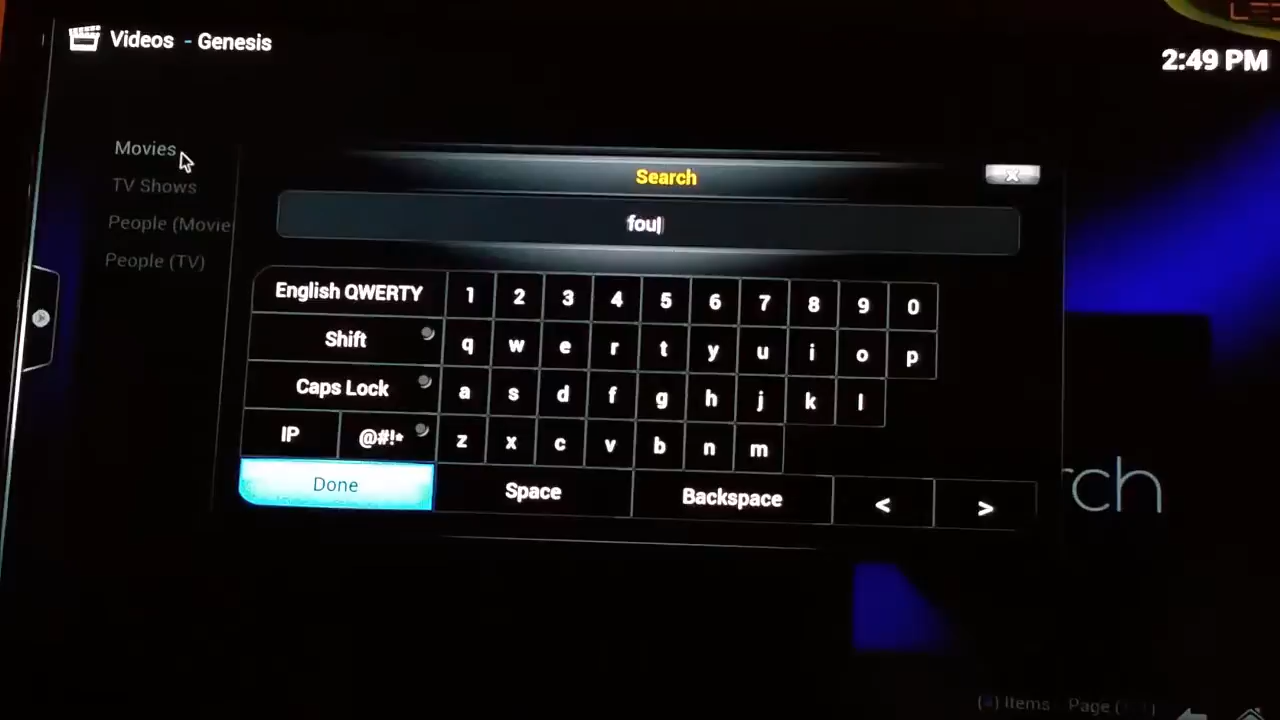 Videos - Genesis
2:49 PM
Movies
TV Shows
People (Movie
People (TV)
Search
x
fou
English QWERTY 1 2 3 4 5 6 7 8 9 0
Shift q w e r t y u i o p
Caps Lock a s d f g h j k l
IP @#!* z x c v b n m
Done Space Backspace < >
rch
Items Page